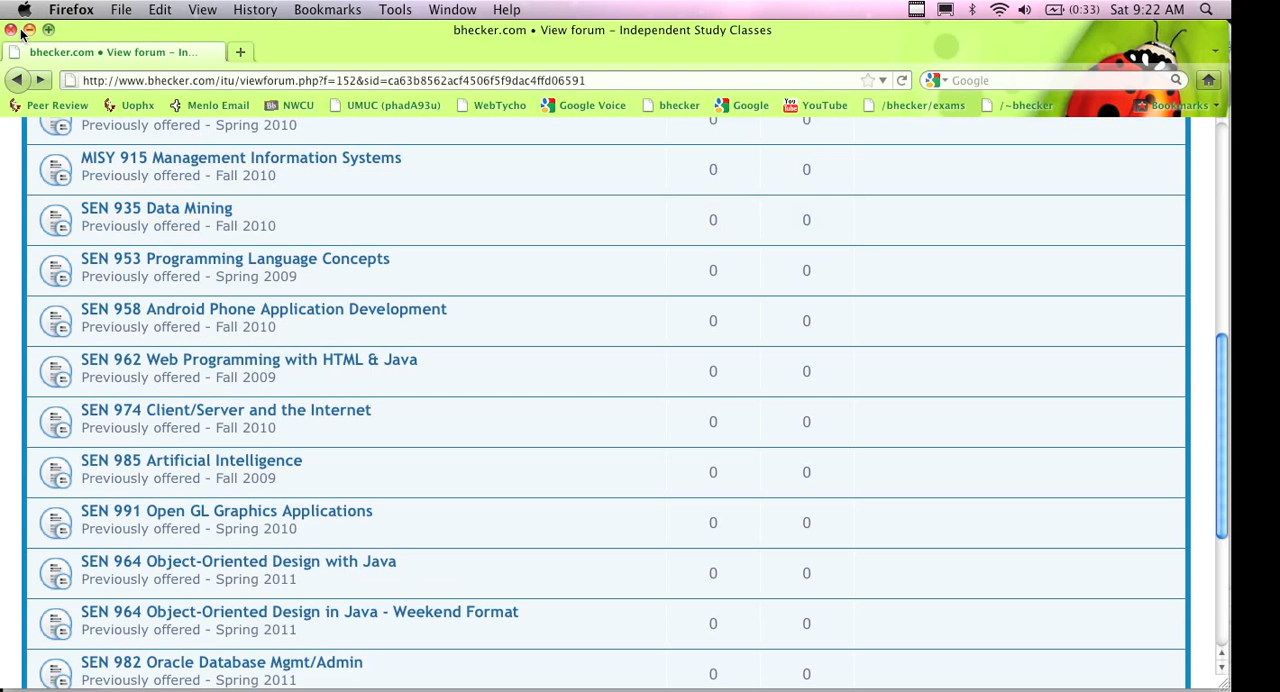 Firefox File Edit View History Bookmarks Tools Window Help (0:33) Sat 9:22 AM
bhecker.com • View forum – Independent Study Classes
bhecker.com • View forum – In... +
http://www.bhecker.com/itu/viewforum.php?f=152&sid=ca63b8562acf4506f5f9dac4ffd06591 Google
Peer Review Uophx Menlo Email NWCU UMUC (phadA93u) WebTycho Google Voice bhecker Google YouTube /bhecker/exams /~bhecker Bookmarks
Previously offered - Spring 2010 0 0
MISY 915 Management Information Systems
Previously offered - Fall 2010 0 0
SEN 935 Data Mining
Previously offered - Fall 2010 0 0
SEN 953 Programming Language Concepts
Previously offered - Spring 2009 0 0
SEN 958 Android Phone Application Development
Previously offered - Fall 2010 0 0
SEN 962 Web Programming with HTML & Java
Previously offered - Fall 2009 0 0
SEN 974 Client/Server and the Internet
Previously offered - Fall 2010 0 0
SEN 985 Artificial Intelligence
Previously offered - Fall 2009 0 0
SEN 991 Open GL Graphics Applications
Previously offered - Spring 2010 0 0
SEN 964 Object-Oriented Design with Java
Previously offered - Spring 2011 0 0
SEN 964 Object-Oriented Design in Java - Weekend Format
Previously offered - Spring 2011 0 0
SEN 982 Oracle Database Mgmt/Admin
Previously offered - Spring 2011 0 0